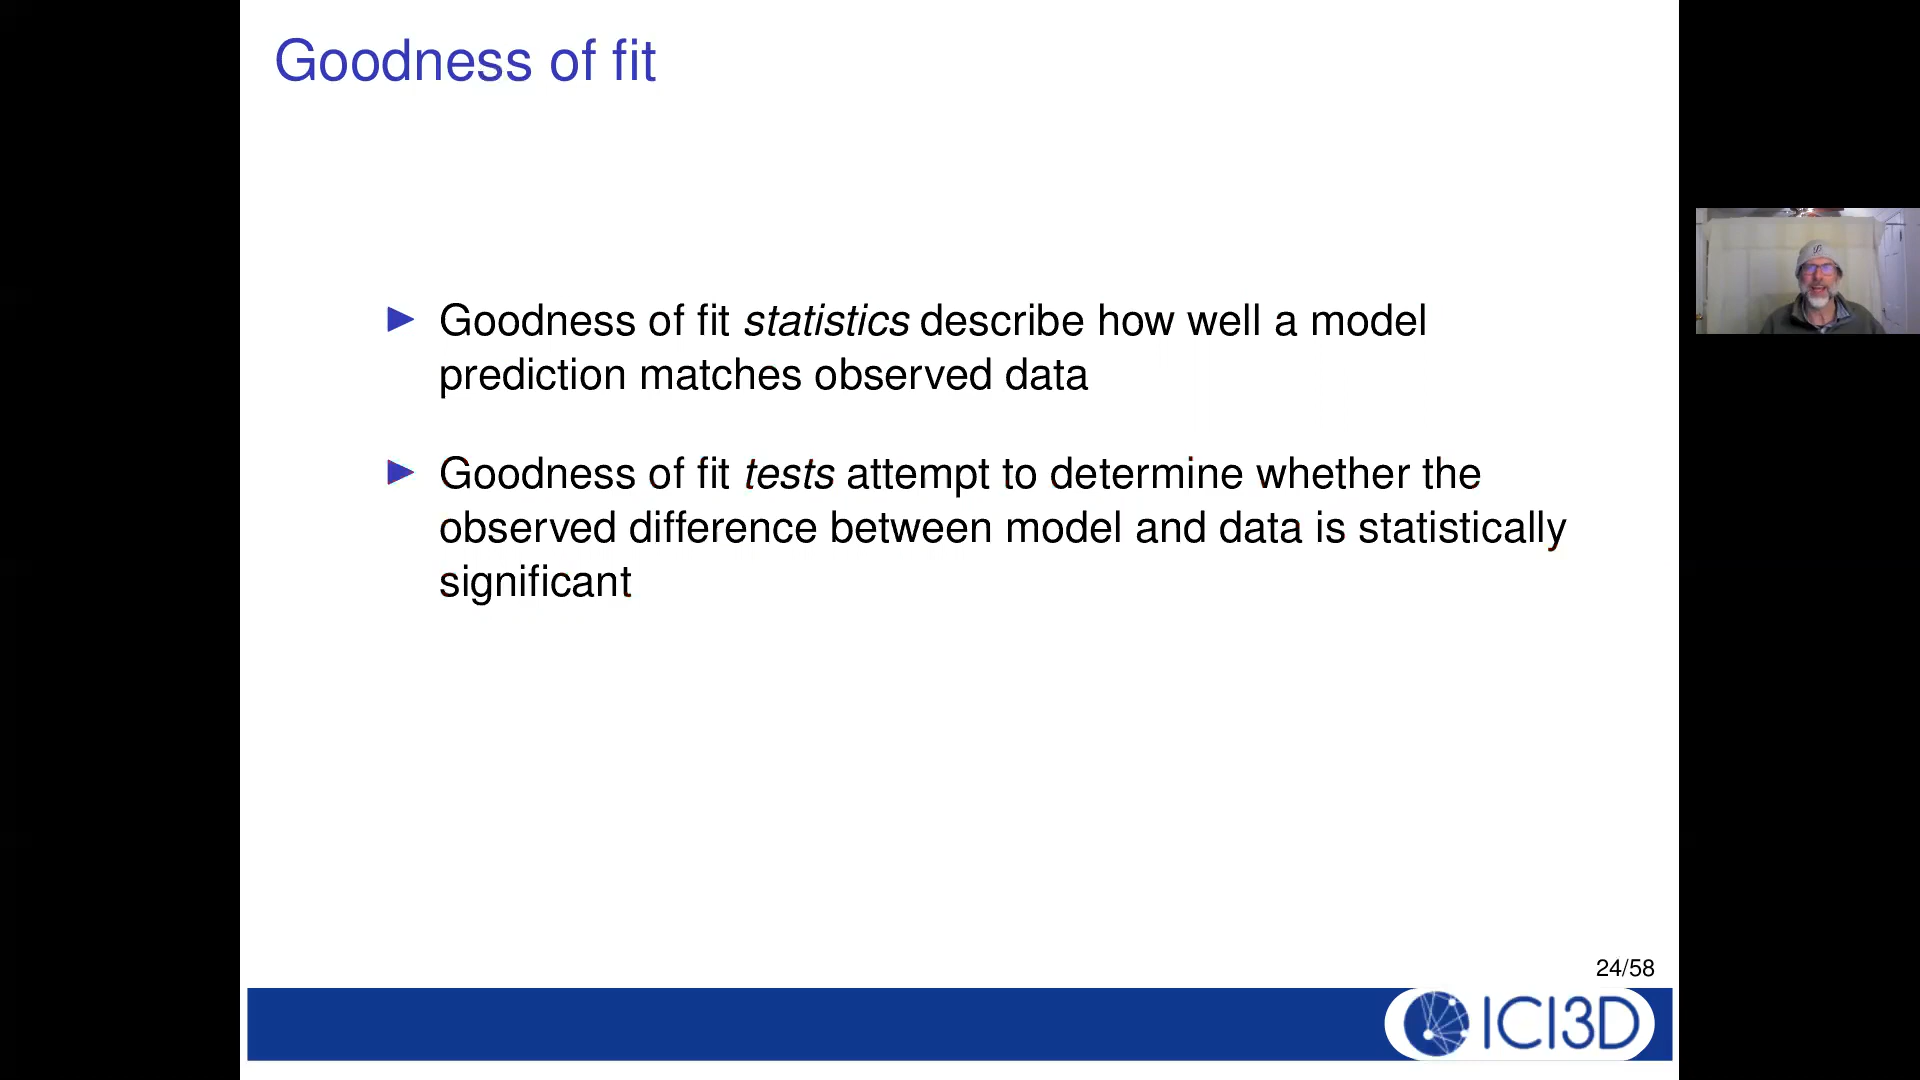 Goodness of fit
Goodness of fit statistics describe how well a model
prediction matches observed data
Goodness of fit tests attempt to determine whether the
observed difference between model and data is statistically
significant
24/58
ICI3D